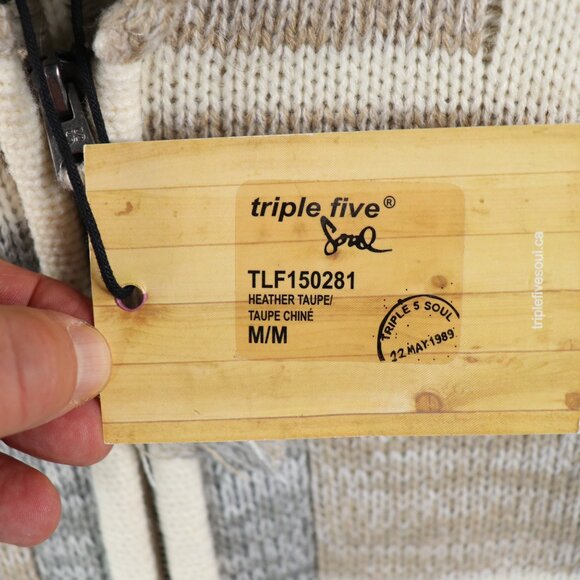 triple five®
Soul
TLF150281
HEATHER TAUPE/
TAUPE CHINÉ
M/M
TRIPLE 5 SOUL
22 MAY 1989
triplefivesoul.ca